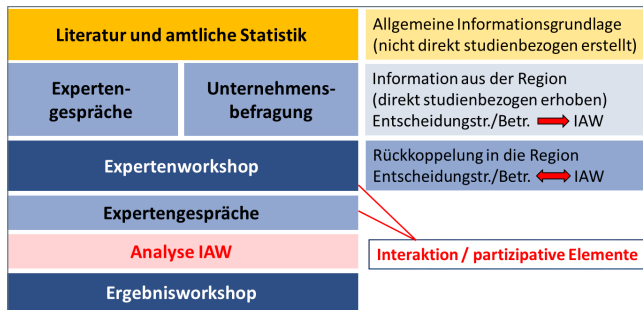 Literatur und amtliche Statistik
Allgemeine Informationsgrundlage
(nicht direkt studienbezogen erstellt)
Experten-
gespräche
Unternehmens-
befragung
Information aus der Region
(direkt studienbezogen erhoben)
Entscheidungstr./Betr. IAW
Expertenworkshop
Rückkoppelung in die Region
Entscheidungstr./Betr. IAW
Expertengespräche
Analyse IAW
Interaktion / partizipative Elemente
Ergebnisworkshop